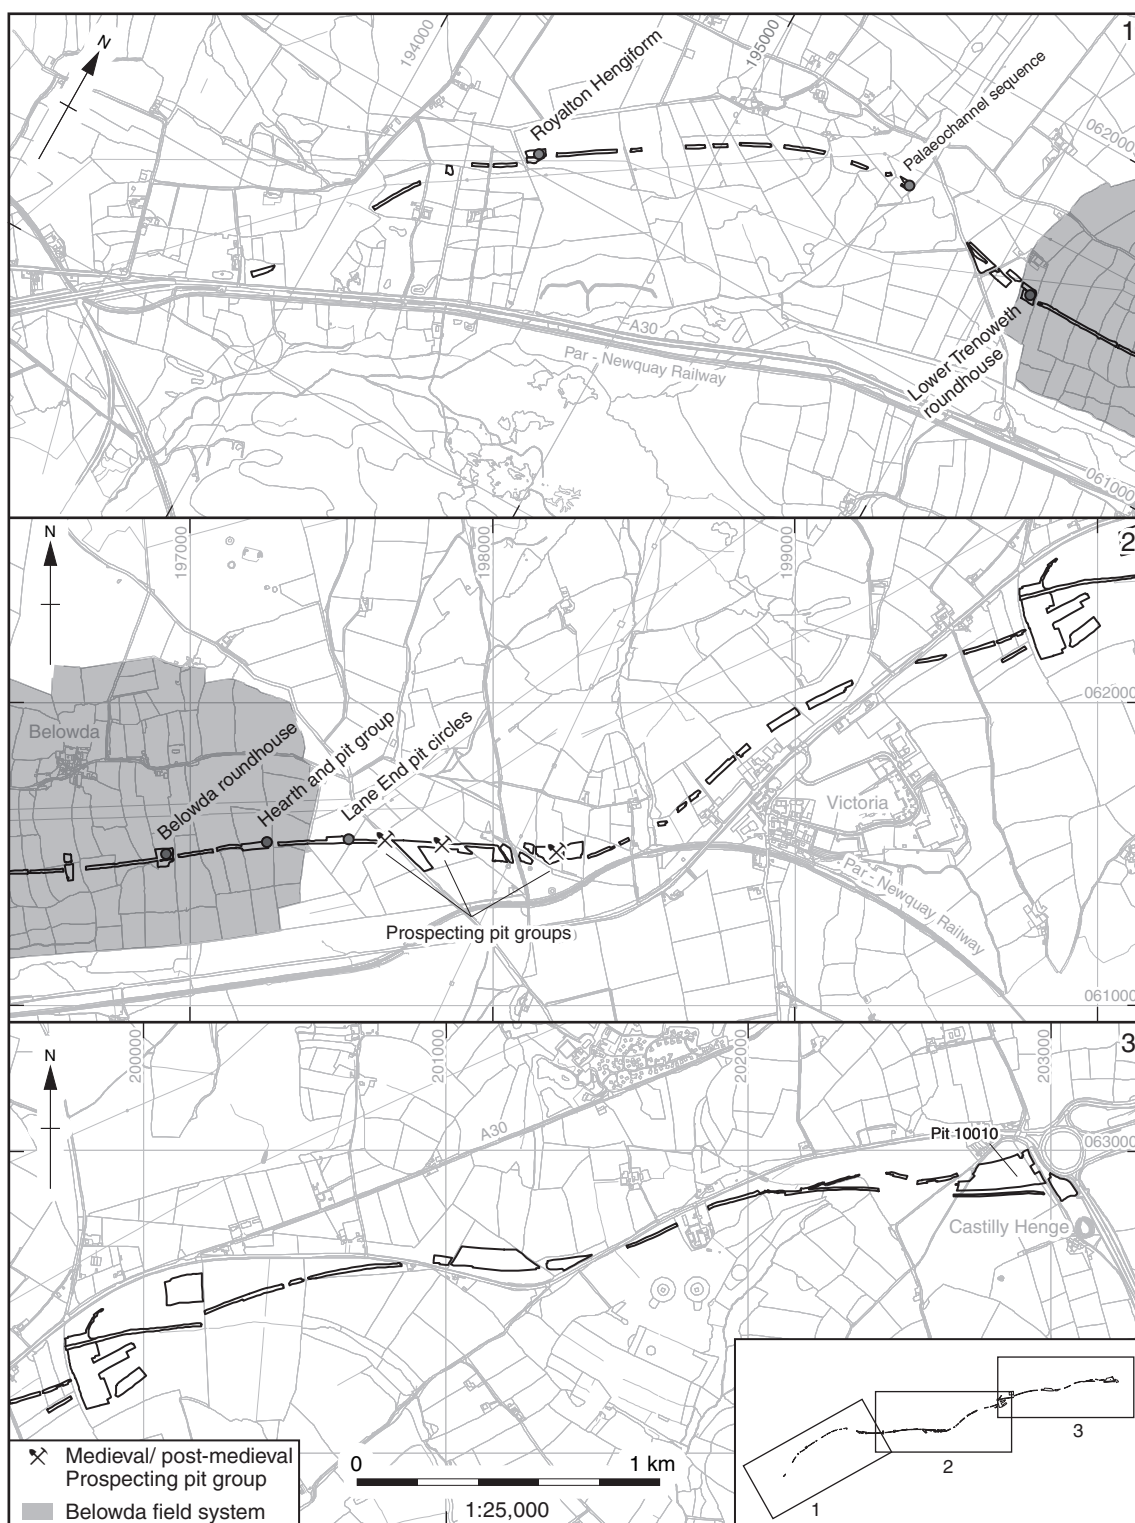 1
N
194000
195000
Royalton Hengiform
Palaeochannel sequence
062000
A30
Par - Newquay Railway
Lower Trenoweth
roundhouse
061000
2
N
197000
198000
199000
062000
Belowda
Belowda roundhouse
Hearth and pit group
Lane End pit circles
Victoria
Par - Newquay Railway
Prospecting pit groups
061000
3
N
200000
201000
202000
203000
A30
Pit 10010
063000
Castilly Henge
Medieval/ post-medieval
Prospecting pit group
Belowda field system
0 1 km
1:25,000
1
2
3